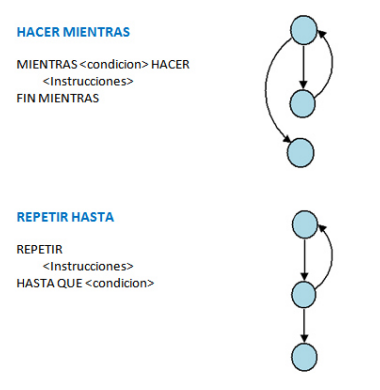 HACER MIENTRAS
MIENTRAS <condicion> HACER
<Instrucciones>
FIN MIENTRAS
REPETIR HASTA
REPETIR
<Instrucciones>
HASTA QUE <condicion>